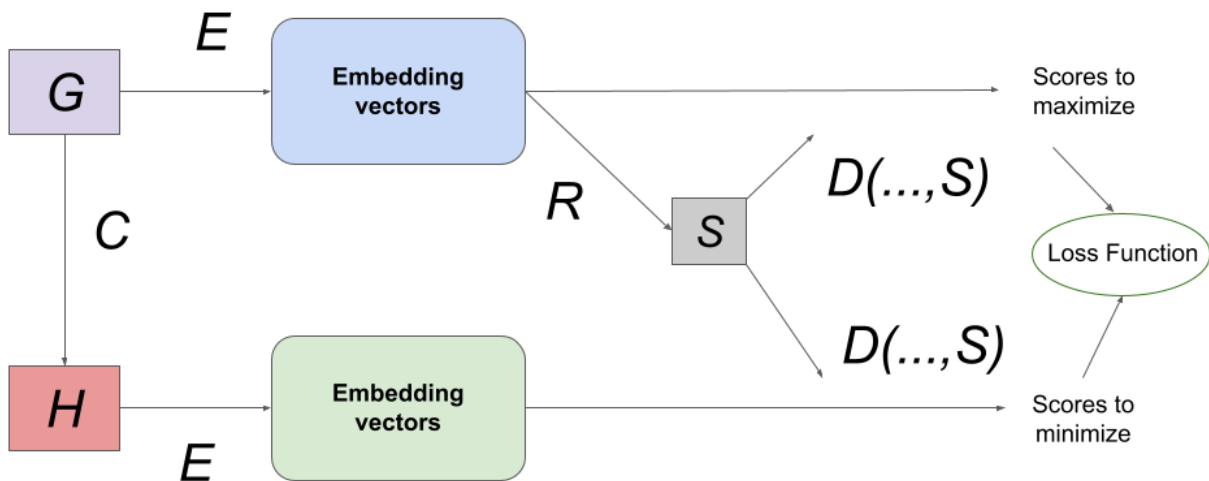 E
G
Embedding
vectors
Scores to
maximize
D(...,S)
R
S
C
Loss Function
D(...,S)
H
Embedding
vectors
Scores to
minimize
E